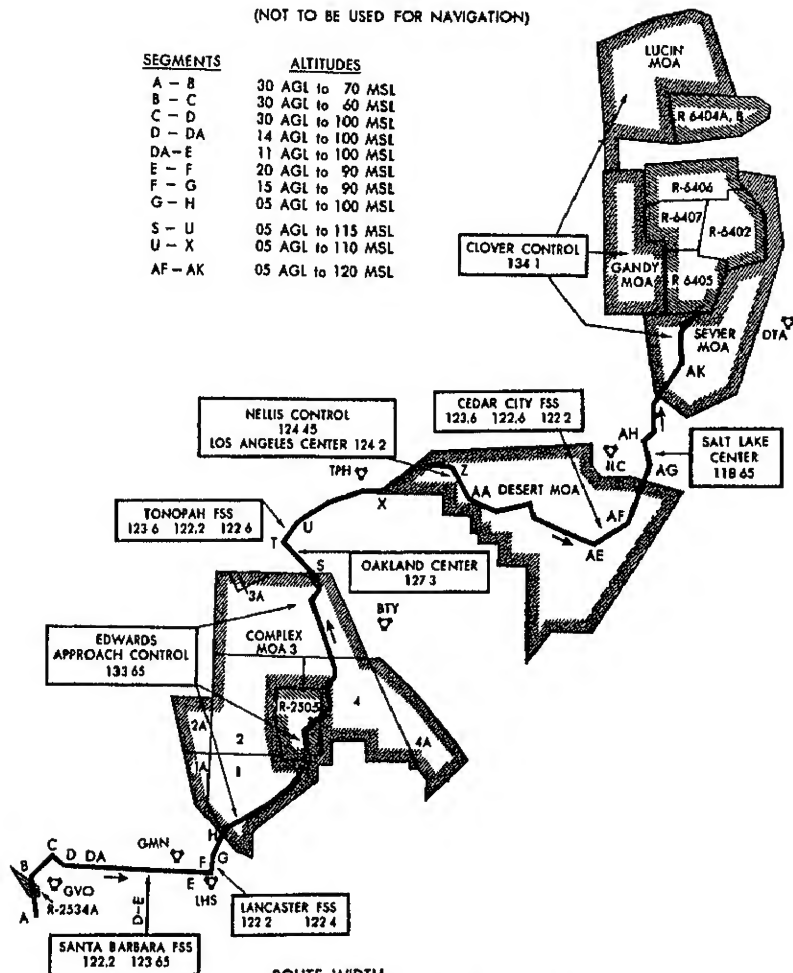 (NOT TO BE USED FOR NAVIGATION)
SEGMENTS ALTITUDES
A – B 30 AGL to 70 MSL
B – C 30 AGL to 60 MSL
C – D 30 AGL to 100 MSL
D – DA 14 AGL to 100 MSL
DA – E 11 AGL to 100 MSL
E – F 20 AGL to 90 MSL
F – G 15 AGL to 90 MSL
G – H 05 AGL to 100 MSL
S – U 05 AGL to 115 MSL
U – X 05 AGL to 110 MSL
AF – AK 05 AGL to 120 MSL
LUCIN
MOA
R 6404A, B
R-6406
R-6407
R-6402
CLOVER CONTROL
134 1
GANDY
MOA
R 6405
SEVIER
MOA
DTA
AK
NELLIS CONTROL
124 45
LOS ANGELES CENTER 124 2
CEDAR CITY FSS
123.6 122.6 122 2
AH
SALT LAKE
CENTER
118 65
ILC
AG
TPH
Z
AA
DESERT MOA
X
AF
AE
TONOPAH FSS
123 6 122.2 122 6
U
T
OAKLAND CENTER
127 3
S
3A
BTY
EDWARDS
APPROACH CONTROL
133 65
COMPLEX
MOA 3
R-2505
4
2A
2
4A
1A
1
H
GMN
G
F
C
D
DA
B
E
LHS
GVO
R-2534A
A
D–E
LANCASTER FSS
122 2 122 4
SANTA BARBARA FSS
122.2 123 65
ROUTE WIDTH